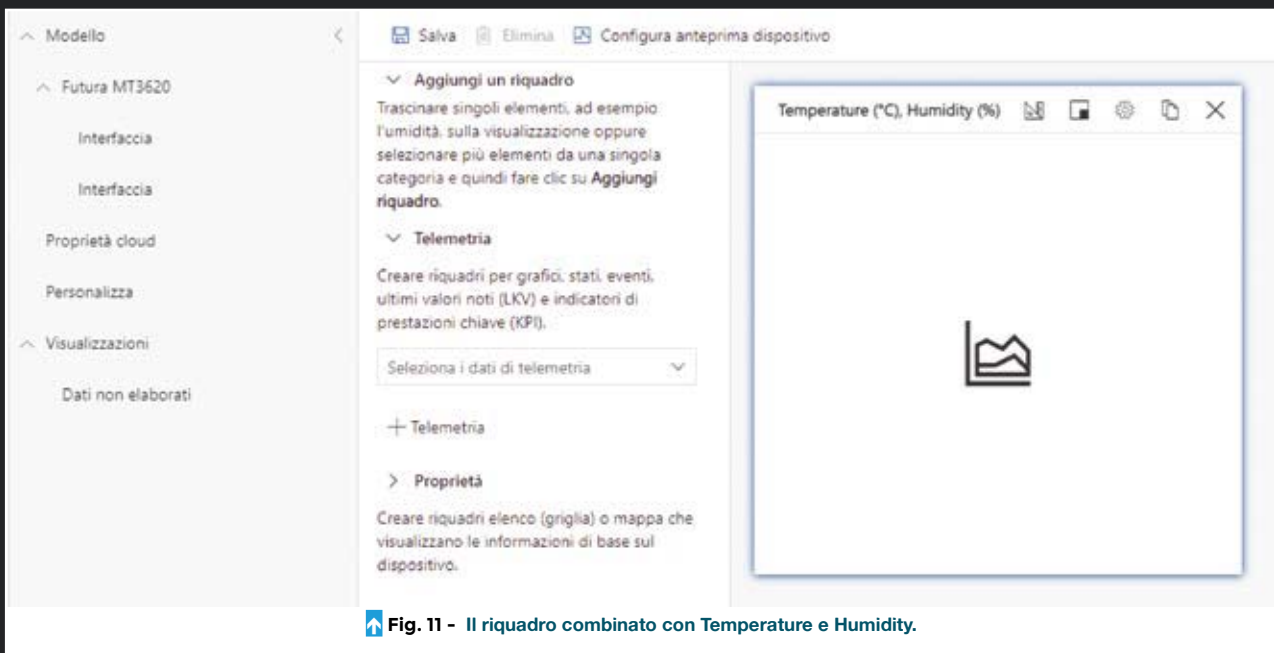 Modello
Futura MT3620
Interfaccia
Interfaccia
Proprietà cloud
Personalizza
Visualizzazioni
Dati non elaborati
Salva Elimina Configura anteprima dispositivo
Aggiungi un riquadro
Trascinare singoli elementi, ad esempio
l'umidità, sulla visualizzazione oppure
selezionare più elementi da una singola
categoria e quindi fare clic su Aggiungi
riquadro.
Telemetria
Creare riquadri per grafici, stati, eventi,
ultimi valori noti (LKV) e indicatori di
prestazioni chiave (KPI).
Seleziona i dati di telemetria
Telemetria
Proprietà
Creare riquadri elenco (griglia) o mappa che
visualizzano le informazioni di base sul
dispositivo.
Temperature (°C), Humidity (%)
Fig. 11 - Il riquadro combinato con Temperature e Humidity.